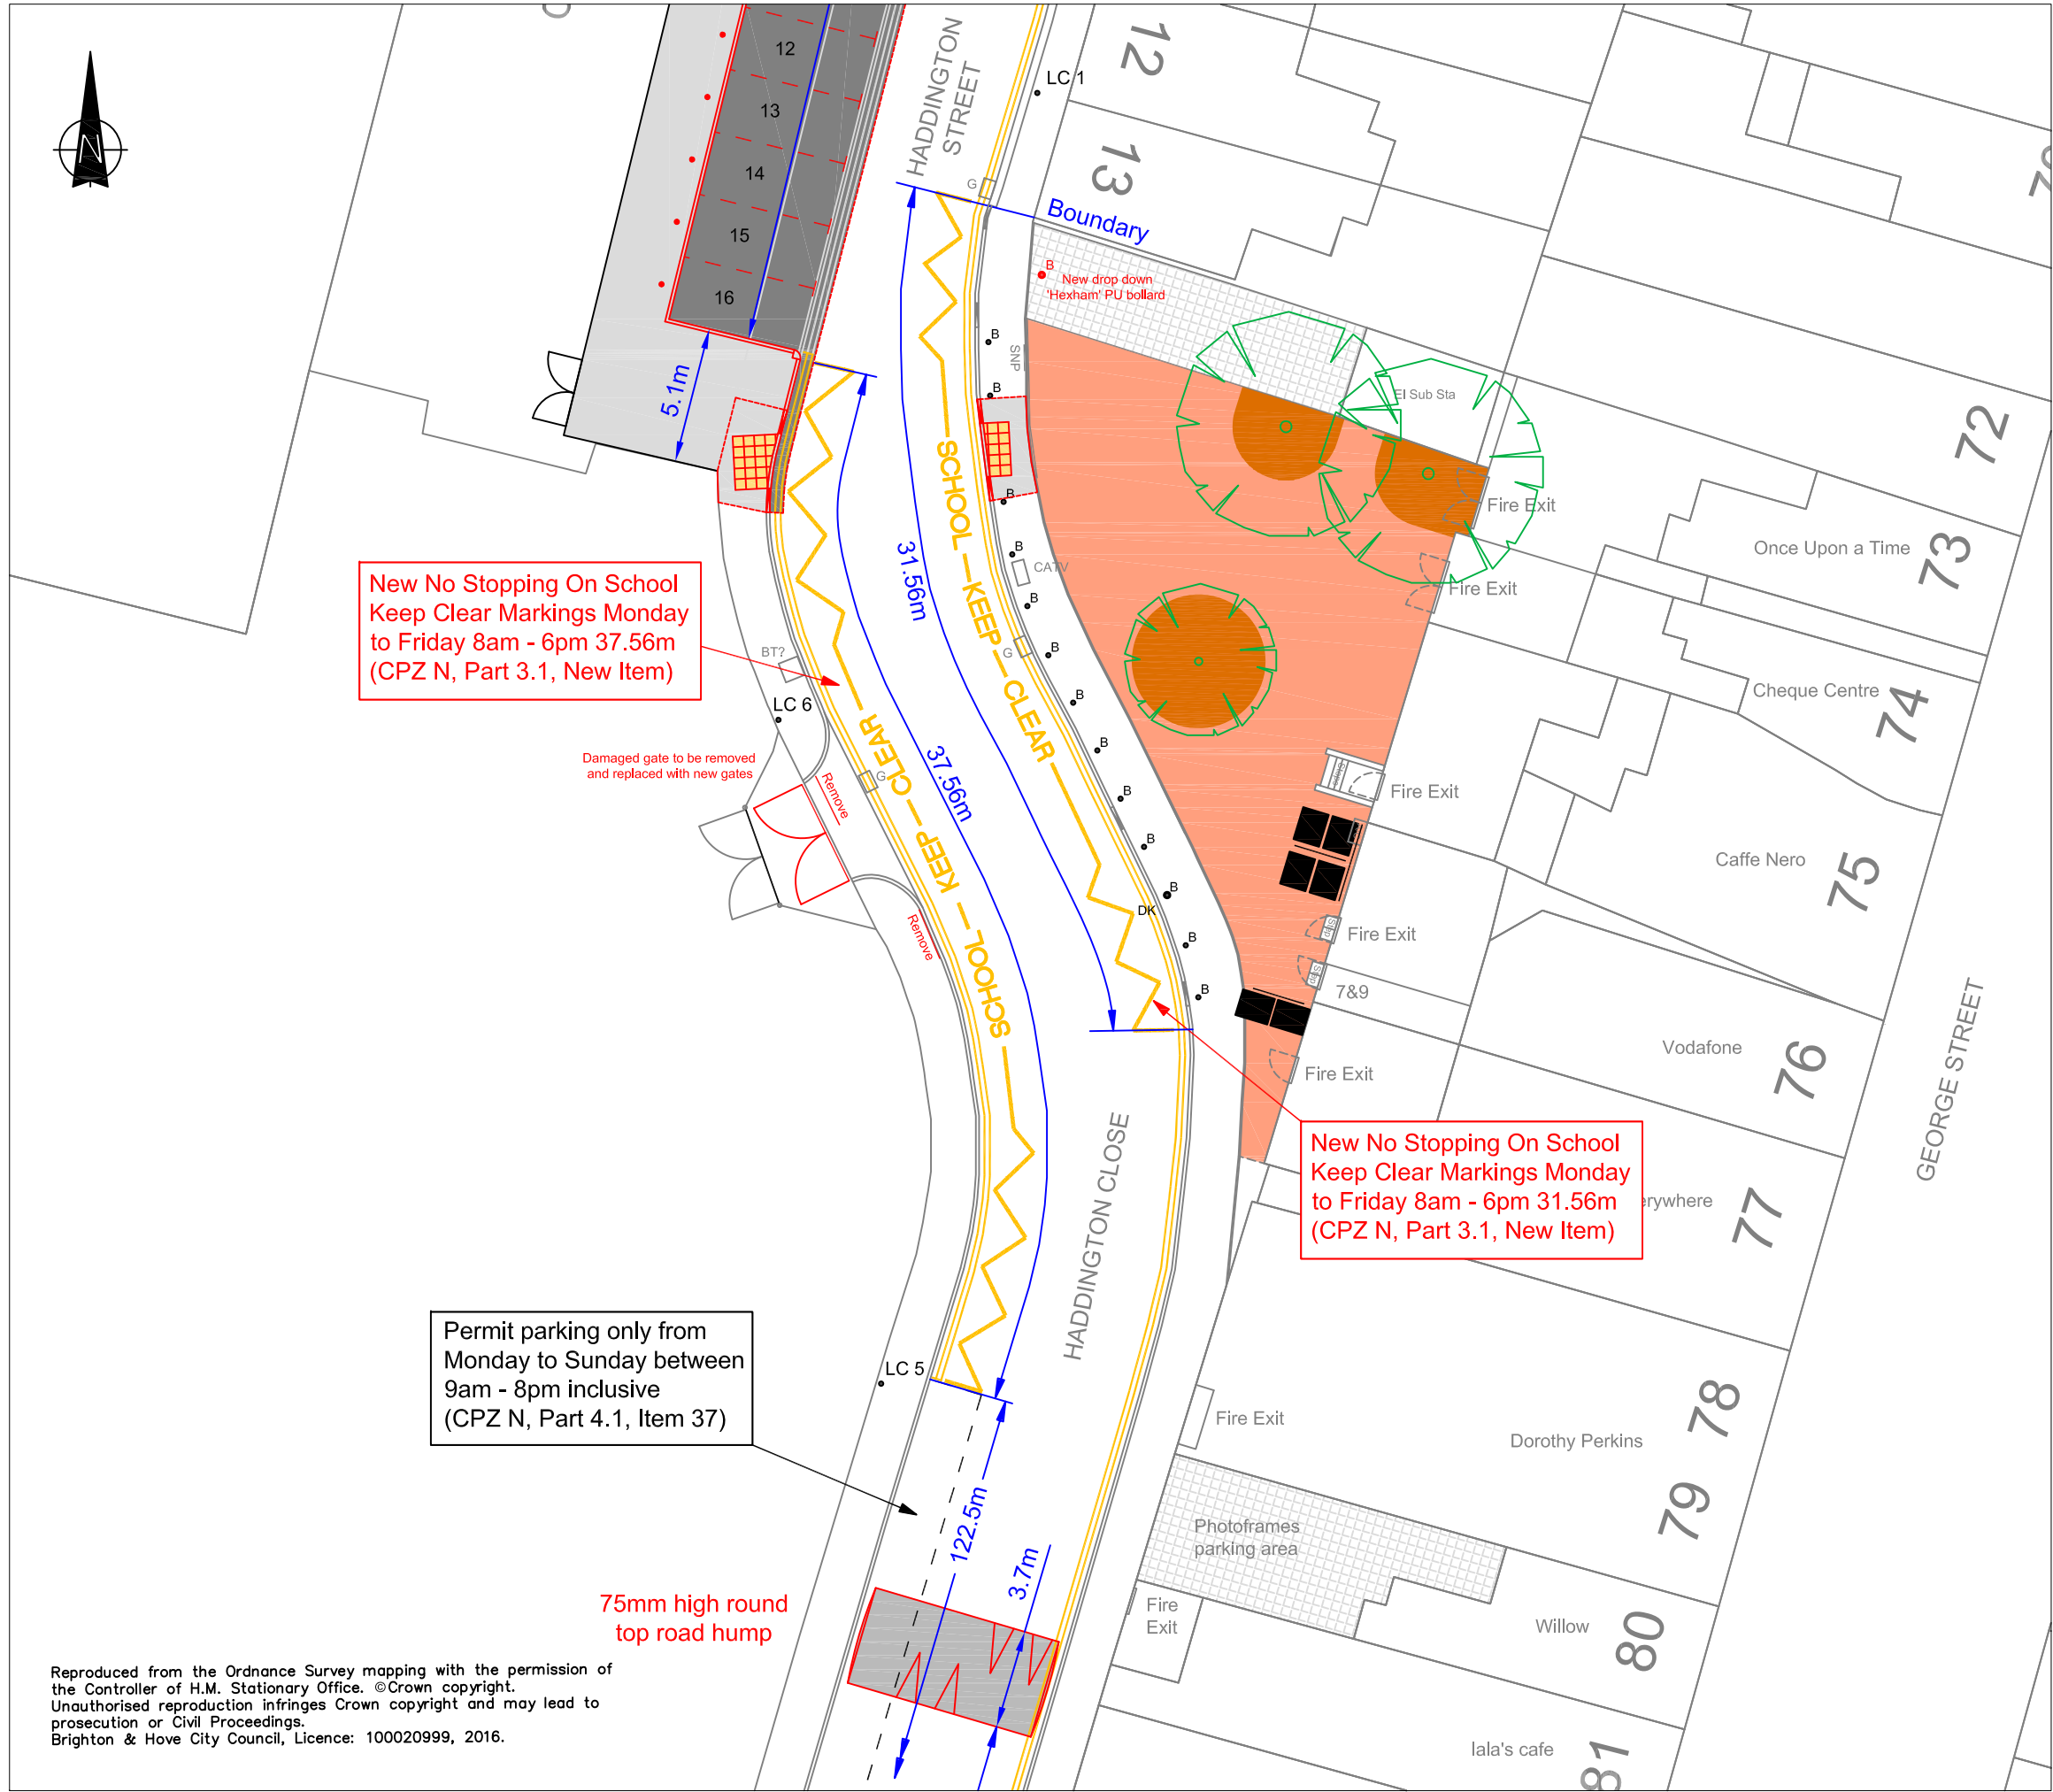 12
13
14
15
16
N
HADDINGTON
STREET
LC 1
12
13
G
Boundary
B
New drop down
'Hexham' PU bollard
5.1m
B
SNP
B
El Sub Sta
72
B
Fire Exit
SCHOOL KEEP CLEAR
31.56m
B
CATV
Fire Exit
Once Upon a Time
73
B
New No Stopping On School
Keep Clear Markings Monday
to Friday 8am - 6pm 37.56m
(CPZ N, Part 3.1, New Item)
BT?
G
B
Cheque Centre
74
LC 6
B
Damaged gate to be removed
and replaced with new gates
Remove
G
B
37.56m
Steps
Fire Exit
B
SCHOOL KEEP CLEAR
B
Caffe Nero
75
Remove
B
DK
B
Step
Fire Exit
Step
B
7&9
Vodafone
76
Fire Exit
GEORGE STREET
HADDINGTON CLOSE
New No Stopping On School
Keep Clear Markings Monday
to Friday 8am - 6pm 31.56m
(CPZ N, Part 3.1, New Item)
erywhere
77
Permit parking only from
Monday to Sunday between
9am - 8pm inclusive
(CPZ N, Part 4.1, Item 37)
LC 5
Fire Exit
Dorothy Perkins
78
79
122.5m
3.7m
Photoframes
parking area
75mm high round
top road hump
Fire
Exit
Willow
80
lala's cafe
81
Reproduced from the Ordnance Survey mapping with the permission of
the Controller of H.M. Stationary Office. ©Crown copyright.
Unauthorised reproduction infringes Crown copyright and may lead to
prosecution or Civil Proceedings.
Brighton & Hove City Council, Licence: 100020999, 2016.